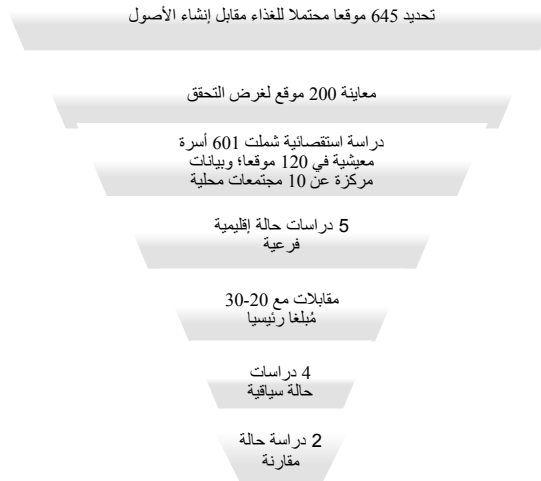 تحديد 645 موقعا محتملا للغذاء مقابل إنشاء الأصول
معاينة 200 موقع لغرض التحقق
دراسة استقصائية شملت 601 أسرة
معيشية في 120 موقعا؛ وبيانات
مركزة عن 10 مجتمعات محلية
5 دراسات حالة إقليمية
فرعية
مقابلات مع 20-30
مُبلغا رئيسيا
4 دراسات
حالة سياقية
2 دراسة حالة
مقارنة